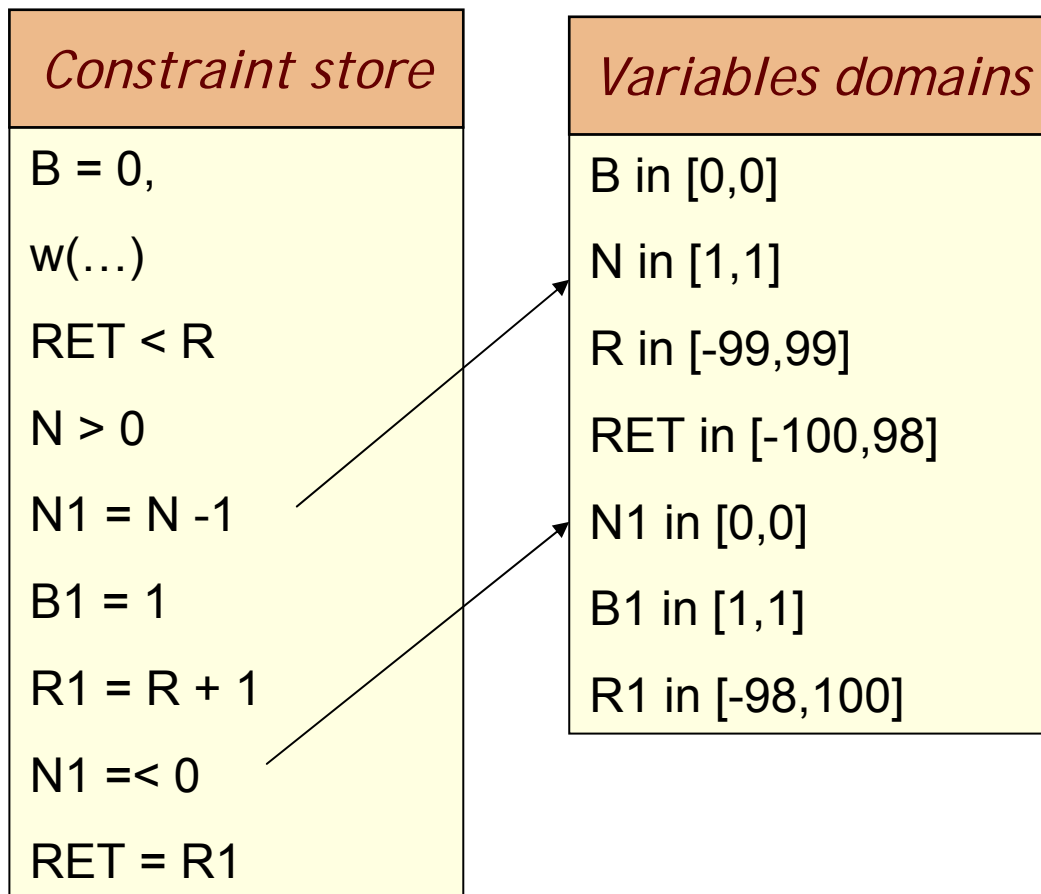 Constraint store
B = 0,
w(…)
RET < R
N > 0
N1 = N -1
B1 = 1
R1 = R + 1
N1 =< 0
RET = R1
Variables domains
B in [0,0]
N in [1,1]
R in [-99,99]
RET in [-100,98]
N1 in [0,0]
B1 in [1,1]
R1 in [-98,100]